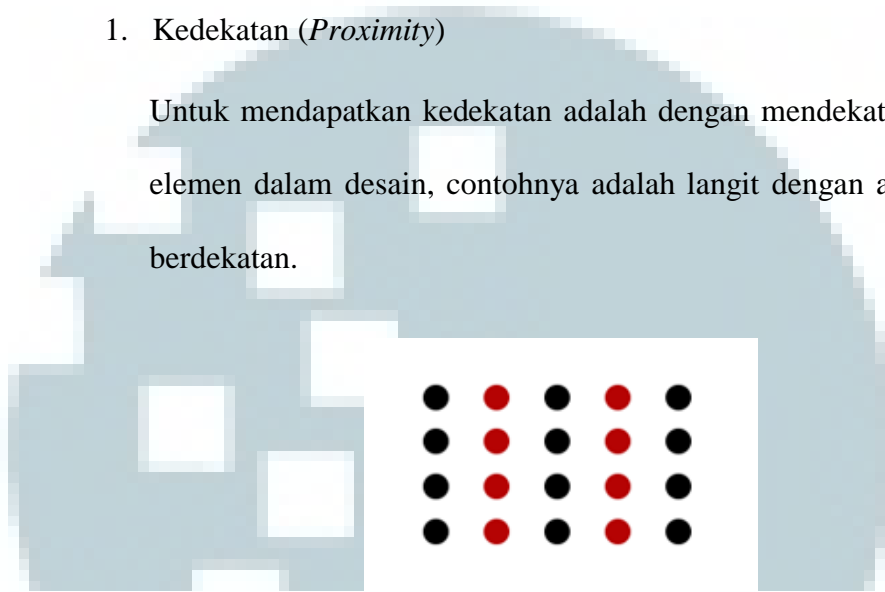 1. Kedekatan (Proximity)
Untuk mendapatkan kedekatan adalah dengan mendekat
elemen dalam desain, contohnya adalah langit dengan a
berdekatan.